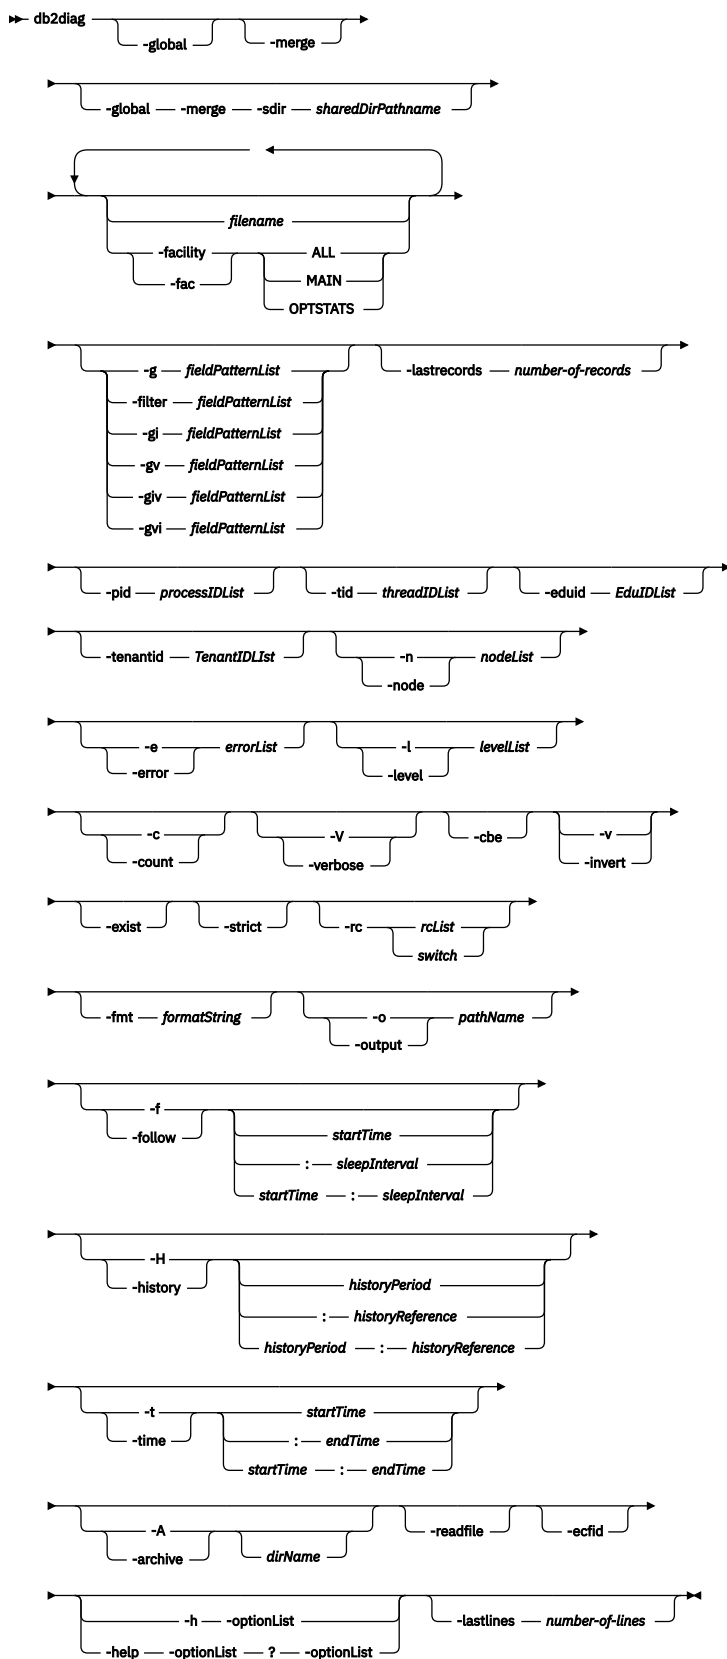 db2diag
-global
-merge
-global -merge -sdir sharedDirPathname
filename
-facility ALL
-fac MAIN
OPTSTATS
-g fieldPatternList -lastrecords number-of-records
-filter fieldPatternList
-gi fieldPatternList
-gv fieldPatternList
-giv fieldPatternList
-gvi fieldPatternList
-pid processIDList -tid threadIDList -eduid EduIDList
-tenantid TenantIDLIst -n nodeList
-node
-e errorList -l levelList
-error -level
-c -V -cbe -v
-count -verbose -invert
-exist -strict -rc rcList
switch
-fmt formatString -o pathName
-output
-f
-follow startTime
: sleepInterval
startTime : sleepInterval
-H
-history historyPeriod
: historyReference
historyPeriod : historyReference
-t startTime
-time : endTime
startTime : endTime
-A -readfile -ecfid
-archive dirName
-h -optionList -lastlines number-of-lines
-help -optionList ? -optionList